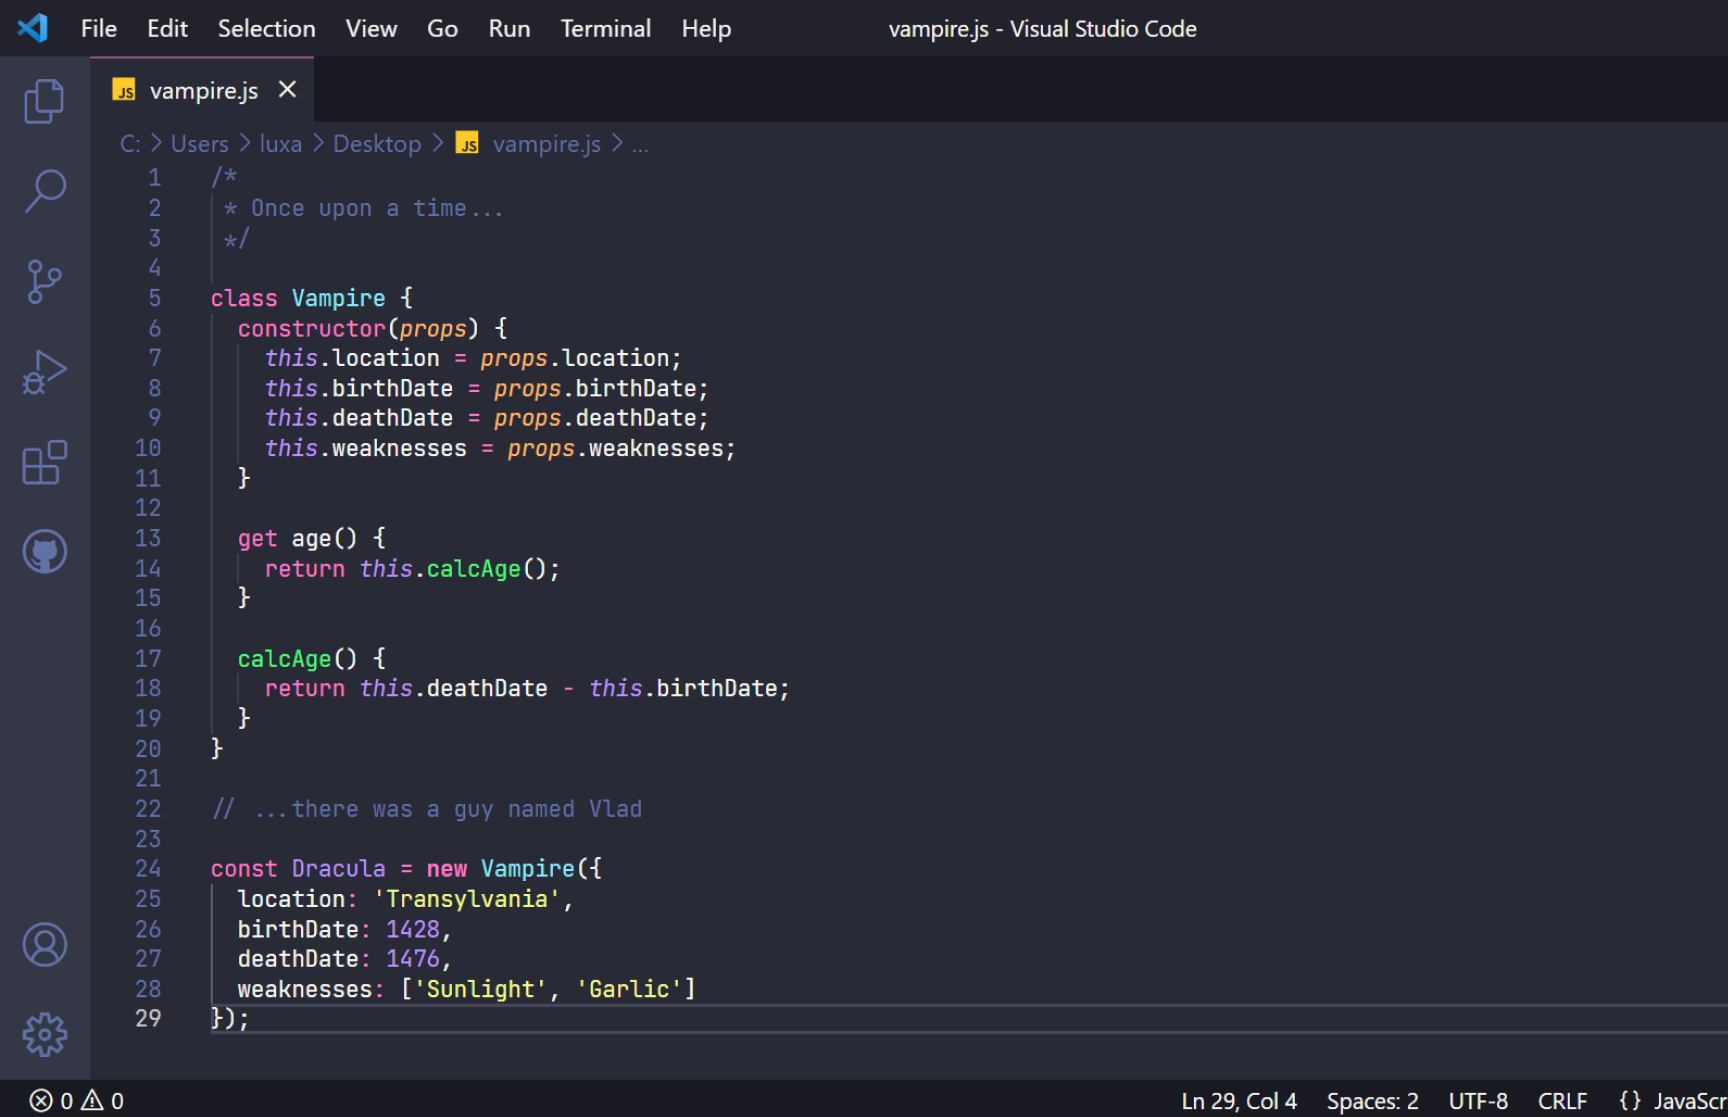 File Edit Selection View Go Run Terminal Help vampire.js - Visual Studio Code
JS vampire.js ×
C: > Users > luxa > Desktop > JS vampire.js > ...
1 /*
2  * Once upon a time...
3  */
4
5 class Vampire {
6   constructor(props) {
7     this.location = props.location;
8     this.birthDate = props.birthDate;
9     this.deathDate = props.deathDate;
10     this.weaknesses = props.weaknesses;
11   }
12
13   get age() {
14     return this.calcAge();
15   }
16
17   calcAge() {
18     return this.deathDate - this.birthDate;
19   }
20 }
21
22 // ...there was a guy named Vlad
23
24 const Dracula = new Vampire({
25   location: 'Transylvania',
26   birthDate: 1428,
27   deathDate: 1476,
28   weaknesses: ['Sunlight', 'Garlic']
29 });
0 0 Ln 29, Col 4 Spaces: 2 UTF-8 CRLF {} JavaScr